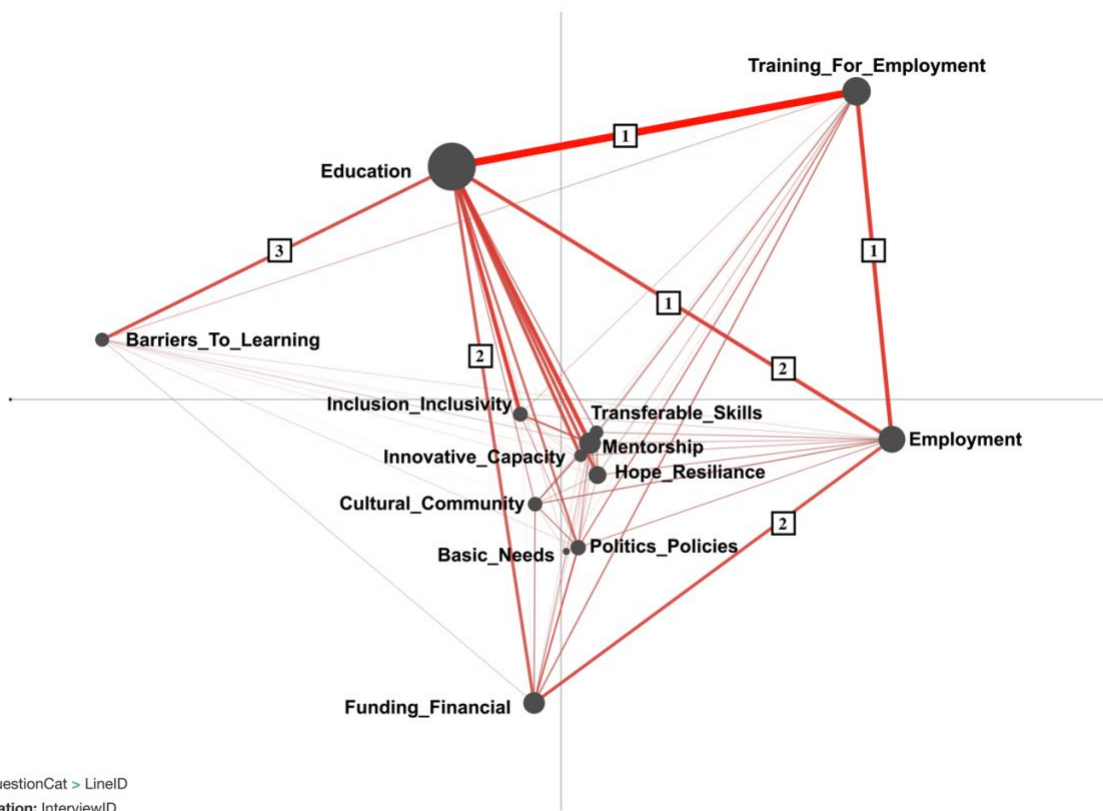 Training_For_Employment
1
Education
3
1
1
Barriers_To_Learning
2
2
Inclusion_Inclusivity
Transferable_Skills
Employment
Mentorship
Innovative_Capacity
Hope_Resiliance
Cultural_Community
2
Politics_Policies
Basic_Needs
Funding_Financial
uestionCat > LineID
ation: InterviewID